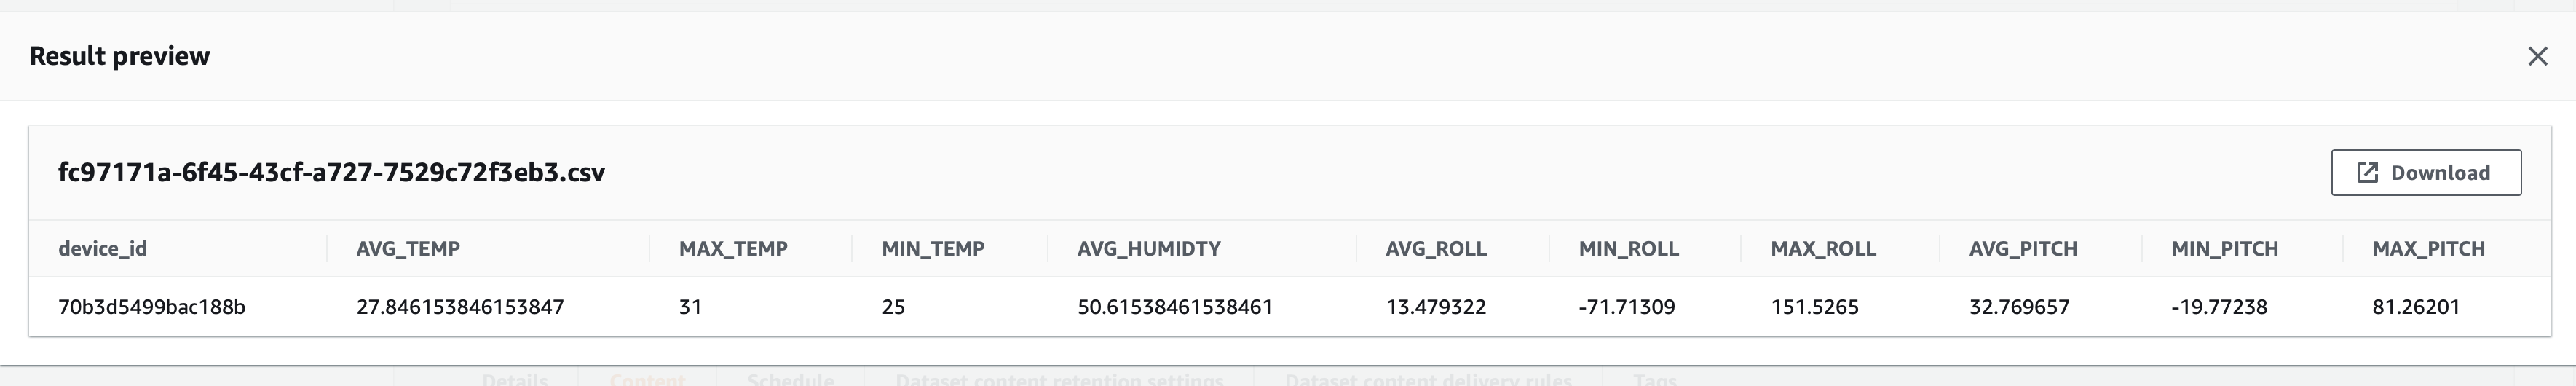 Result preview
fc97171a-6f45-43cf-a727-7529c72f3eb3.csv
Download
device_id AVG_TEMP MAX_TEMP MIN_TEMP AVG_HUMIDTY AVG_ROLL MIN_ROLL MAX_ROLL AVG_PITCH MIN_PITCH MAX_PITCH
70b3d5499bac188b 27.846153846153847 31 25 50.61538461538461 13.479322 -71.71309 151.5265 32.769657 -19.77238 81.26201
Details Content Schedule Dataset content retention settings Dataset content delivery rules Tags